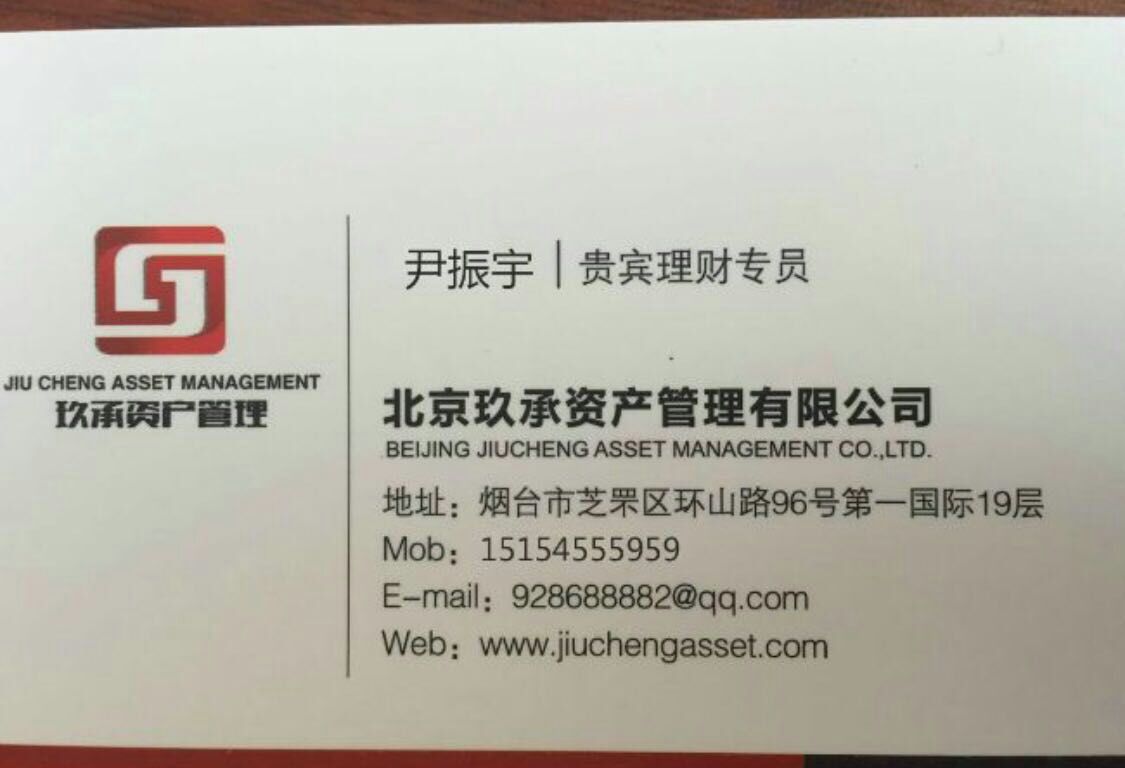 JIU CHENG ASSET MANAGEMENT
玖承资产管理
尹振宇 | 贵宾理财专员
北京玖承资产管理有限公司
BEIJING JIUCHENG ASSET MANAGEMENT CO.,LTD.
地址：烟台市芝罘区环山路96号第一国际19层
Mob：15154555959
E-mail：928688882@qq.com
Web：www.jiuchengasset.com